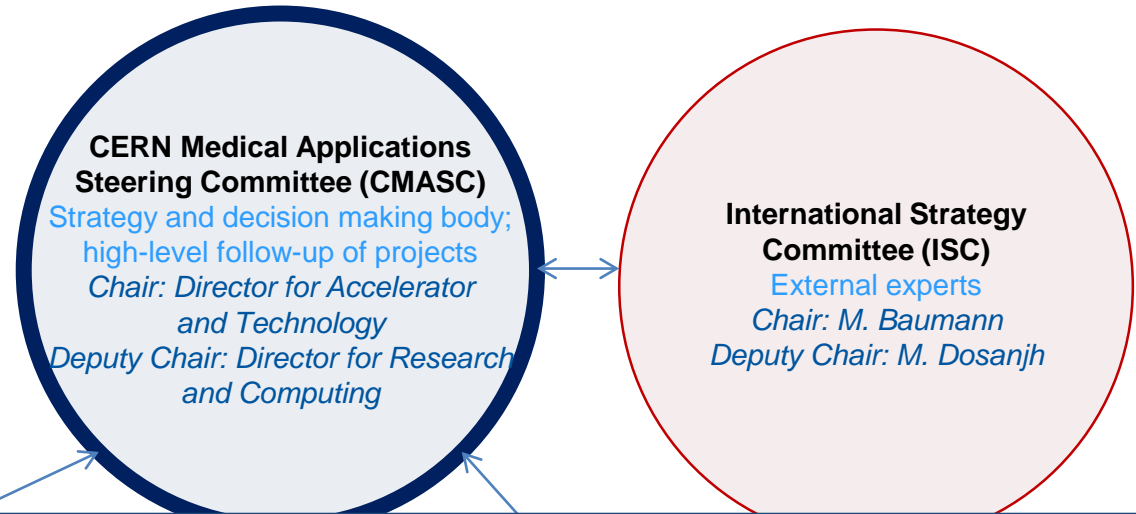 CERN Medical Applications
Steering Committee (CMASC)
Strategy and decision making body;
high-level follow-up of projects
Chair: Director for Accelerator
and Technology
Deputy Chair: Director for Research
and Computing
International Strategy
Committee (ISC)
External experts
Chair: M. Baumann
Deputy Chair: M. Dosanjh